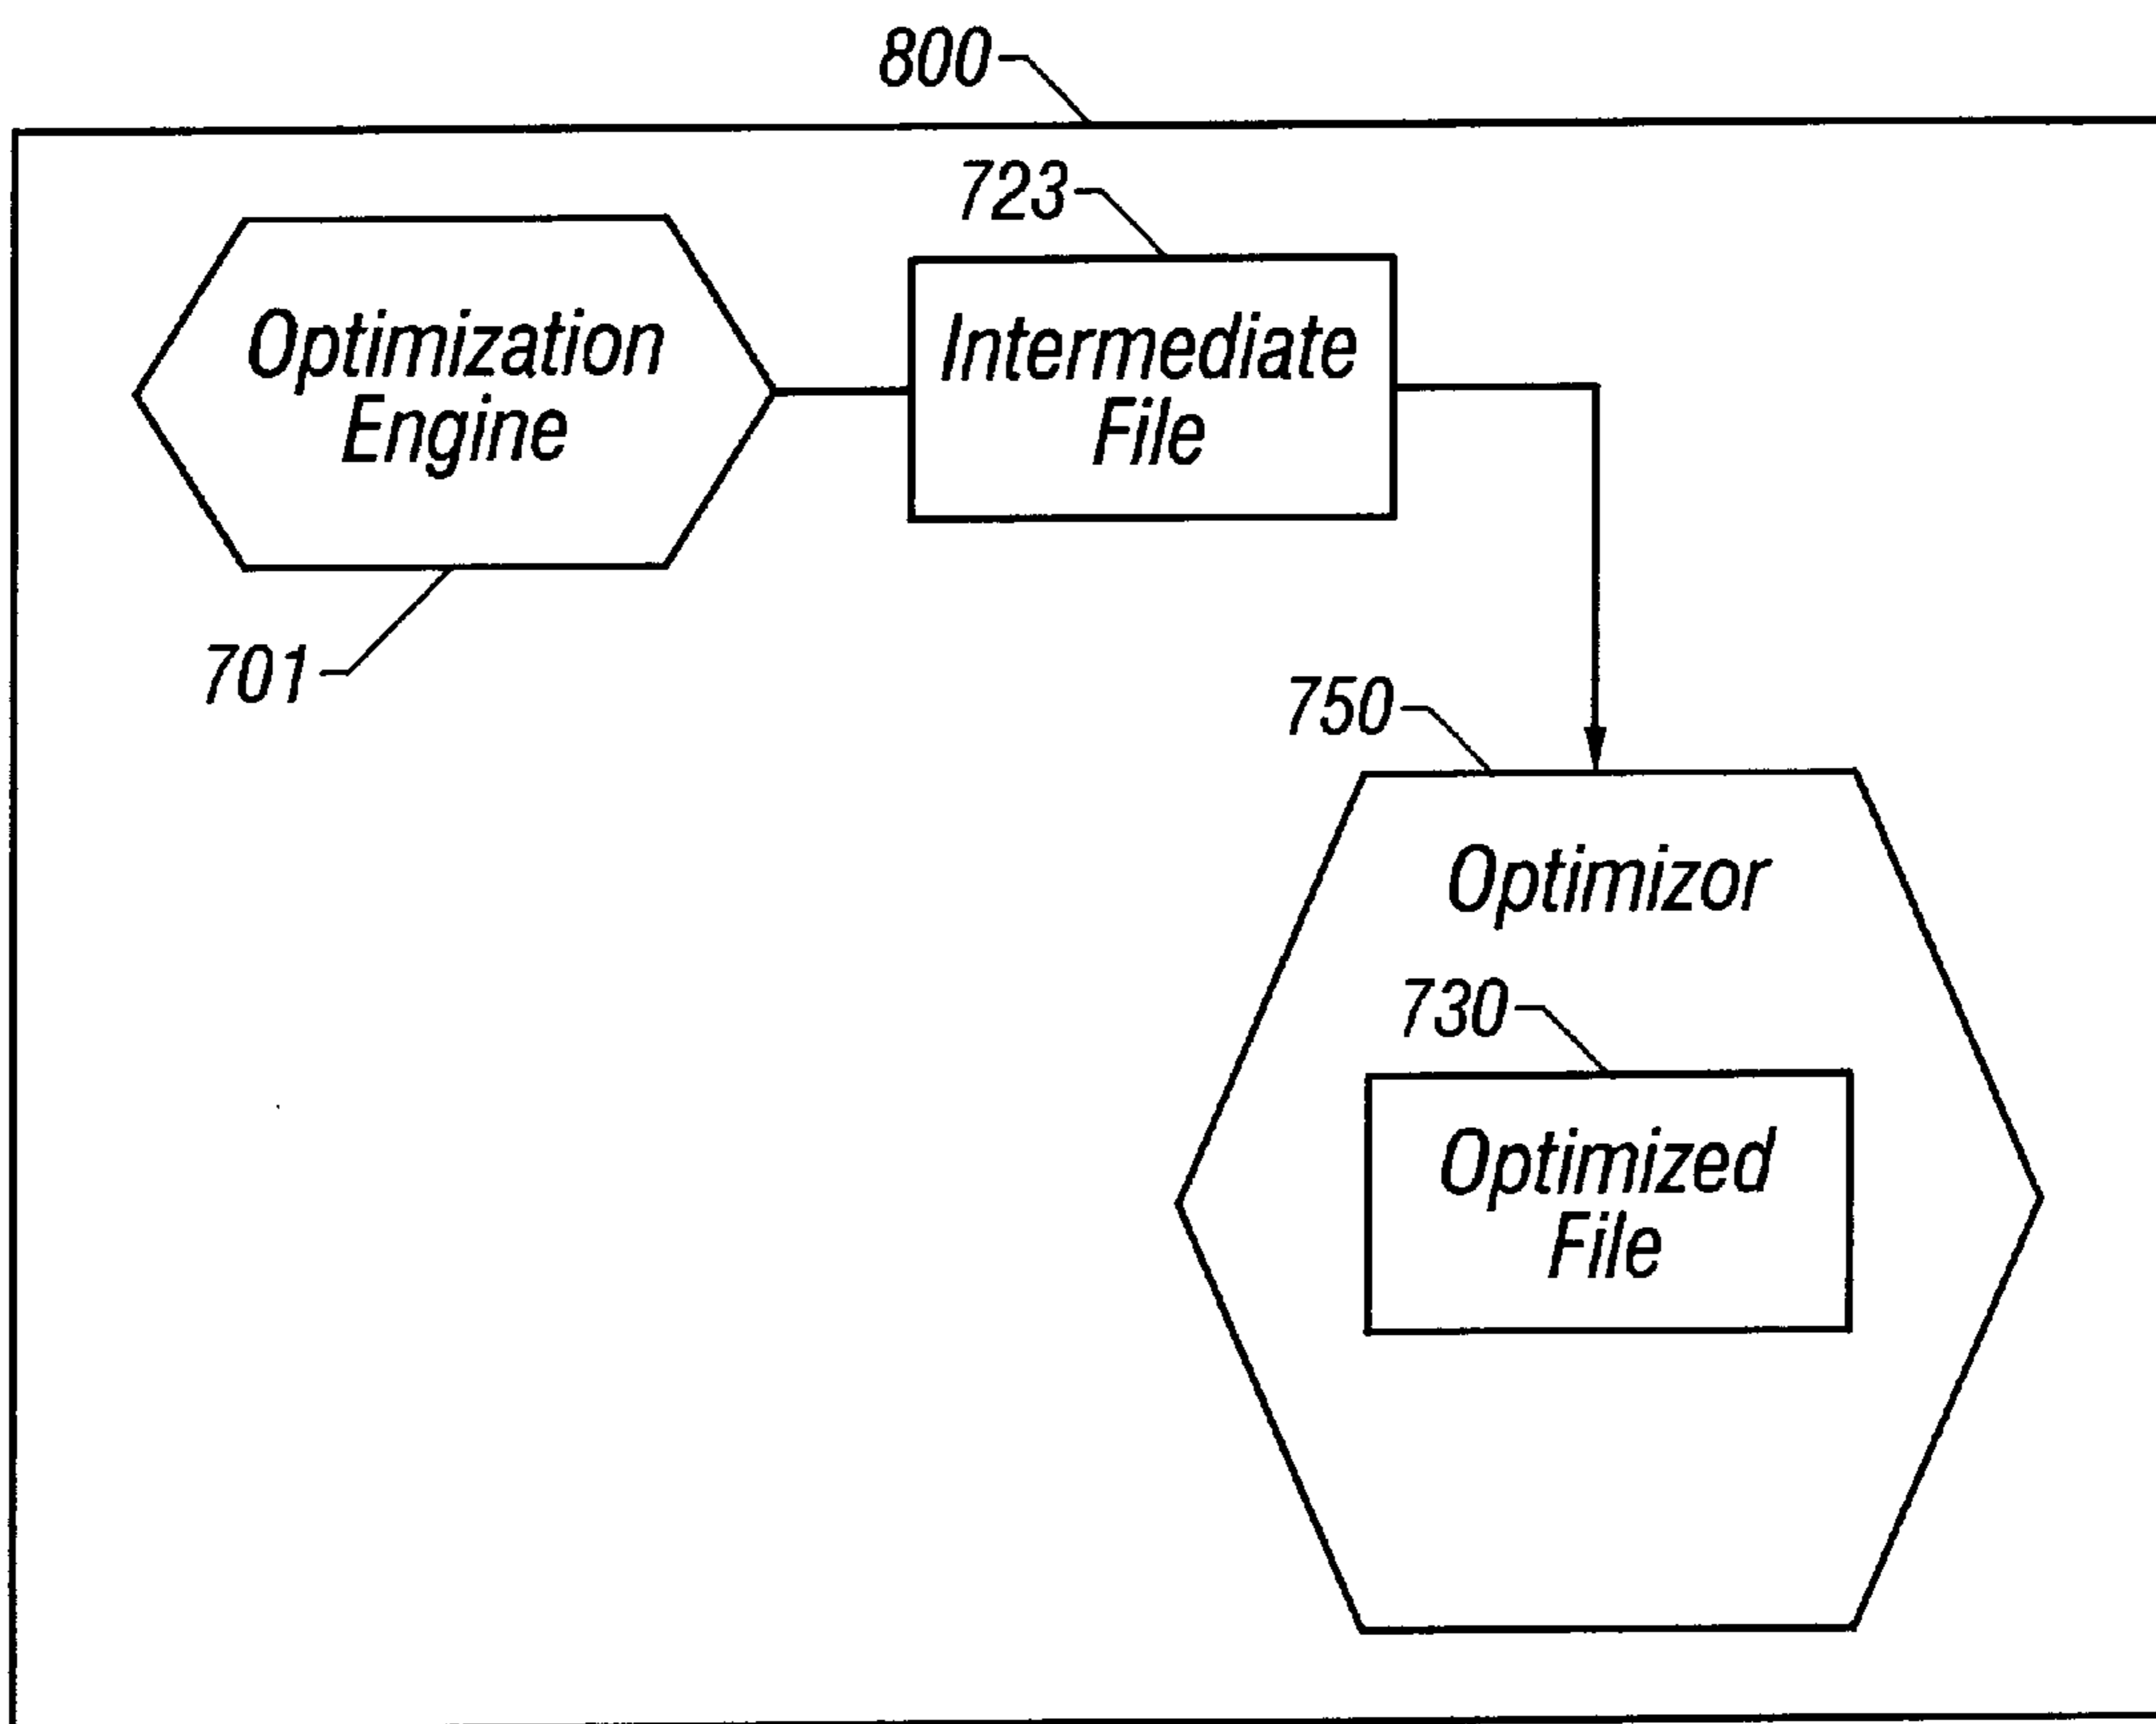 800
723
Optimization
Engine
Intermediate
File
701
750
Optimizor
730
Optimized
File